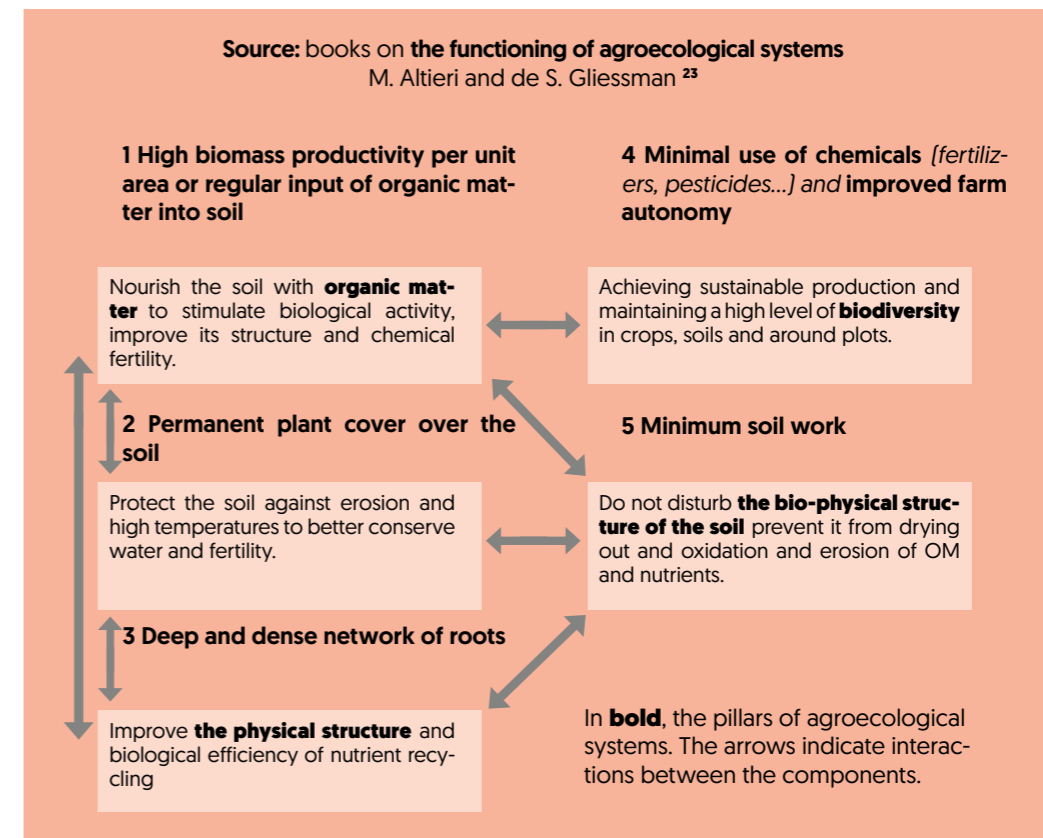 Source: books on the functioning of agroecological systems
M. Altieri and de S. Gliessman 23
1 High biomass productivity per unit
area or regular input of organic mat-
ter into soil
Nourish the soil with organic mat-
ter to stimulate biological activity,
improve its structure and chemical
fertility.
2 Permanent plant cover over the
soil
Protect the soil against erosion and
high temperatures to better conserve
water and fertility.
3 Deep and dense network of roots
Improve the physical structure and
biological efficiency of nutrient recy-
cling
4 Minimal use of chemicals (fertiliz-
ers, pesticides...) and improved farm
autonomy
Achieving sustainable production and
maintaining a high level of biodiversity
in crops, soils and around plots.
5 Minimum soil work
Do not disturb the bio-physical struc-
ture of the soil prevent it from drying
out and oxidation and erosion of OM
and nutrients.
In bold, the pillars of agroecological
systems. The arrows indicate interac-
tions between the components.